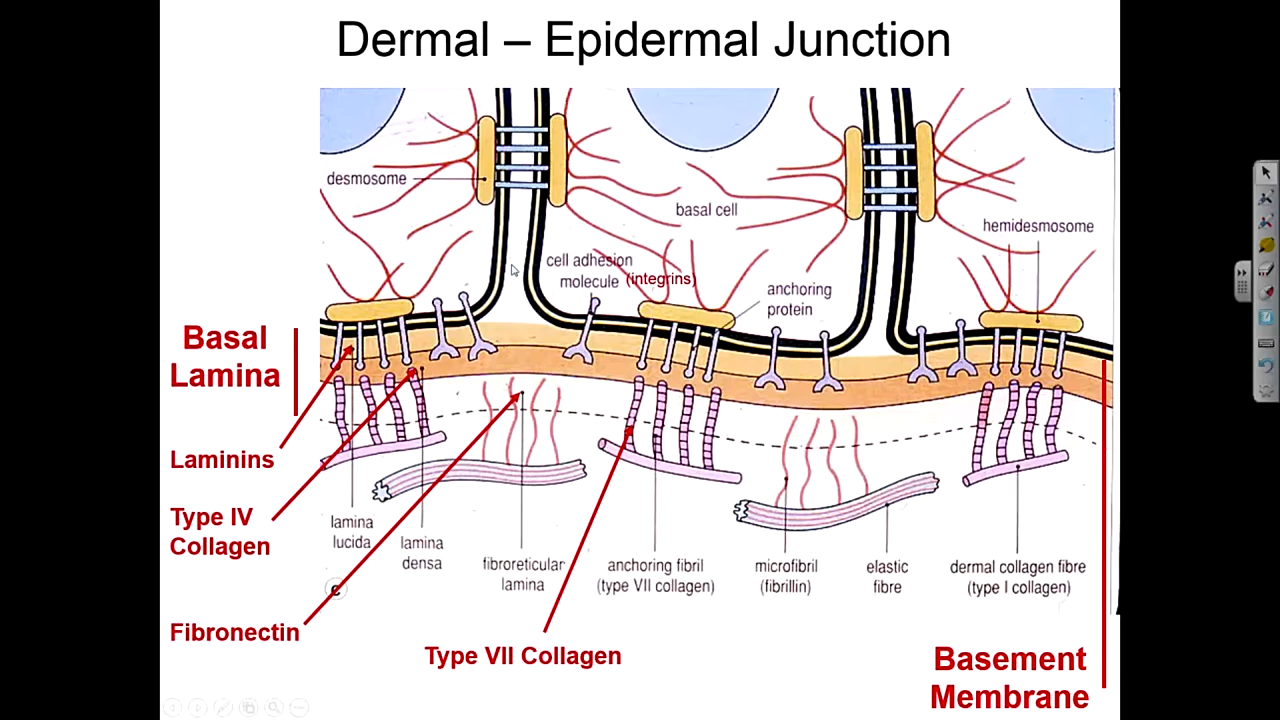 Dermal – Epidermal Junction
desmosome
basal cell
hemidesmosome
cell adhesion
molecule (integrins)
anchoring
protein
Basal
Lamina
Laminins
Type IV
Collagen
Fibronectin
lamina
lucida
lamina
densa
fibroreticular
lamina
anchoring fibril
(type VII collagen)
microfibril
(fibrillin)
elastic
fibre
dermal collagen fibre
(type I collagen)
Type VII Collagen
Basement
Membrane